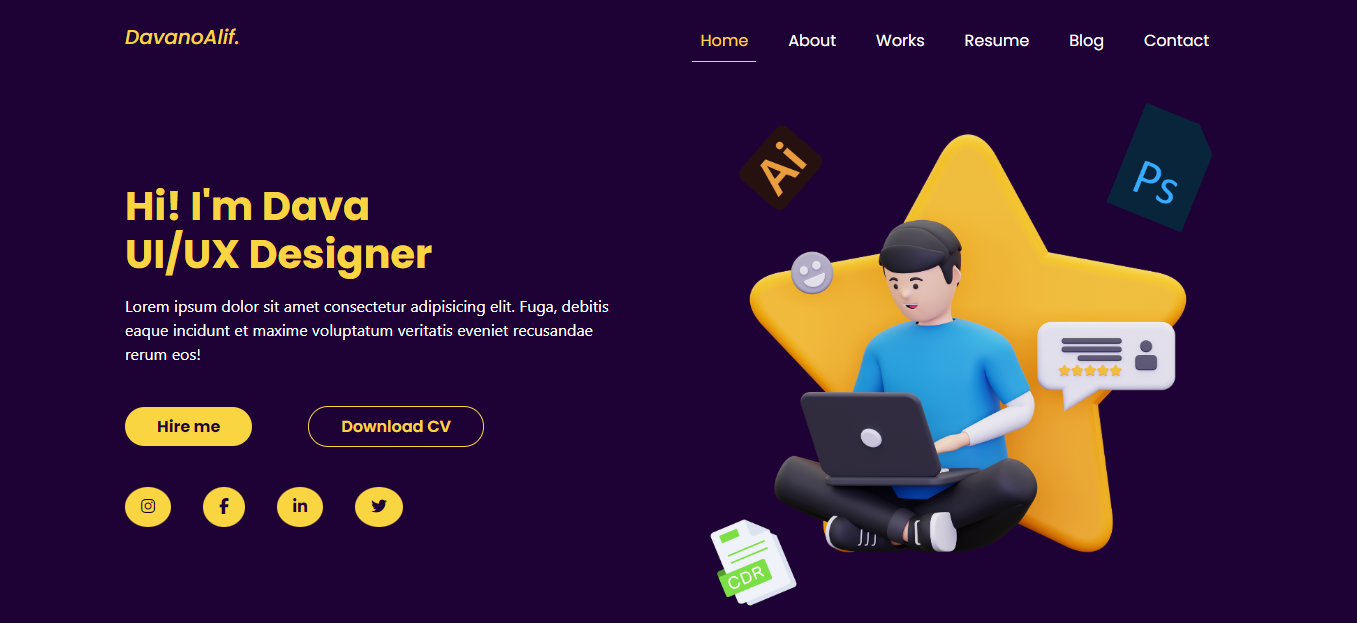 DavanoAlif.
Home About Works Resume Blog Contact
Hi! I'm Dava
UI/UX Designer
Lorem ipsum dolor sit amet consectetur adipisicing elit. Fuga, debitis
eaque incidunt et maxime voluptatum veritatis eveniet recusandae
rerum eos!
Hire me
Download CV
Ai
Ps
CDR